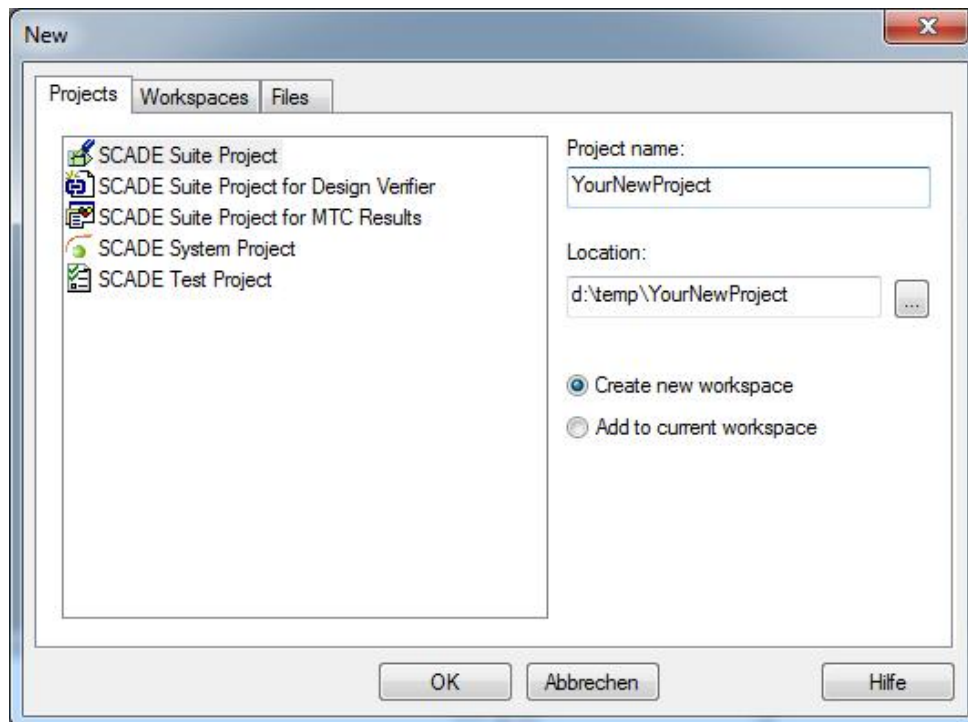 New
Projects Workspaces Files
SCADE Suite Project
SCADE Suite Project for Design Verifier
SCADE Suite Project for MTC Results
SCADE System Project
SCADE Test Project
Project name:
YourNewProject
Location:
d:\temp\YourNewProject
...
Create new workspace
Add to current workspace
OK Abbrechen Hilfe